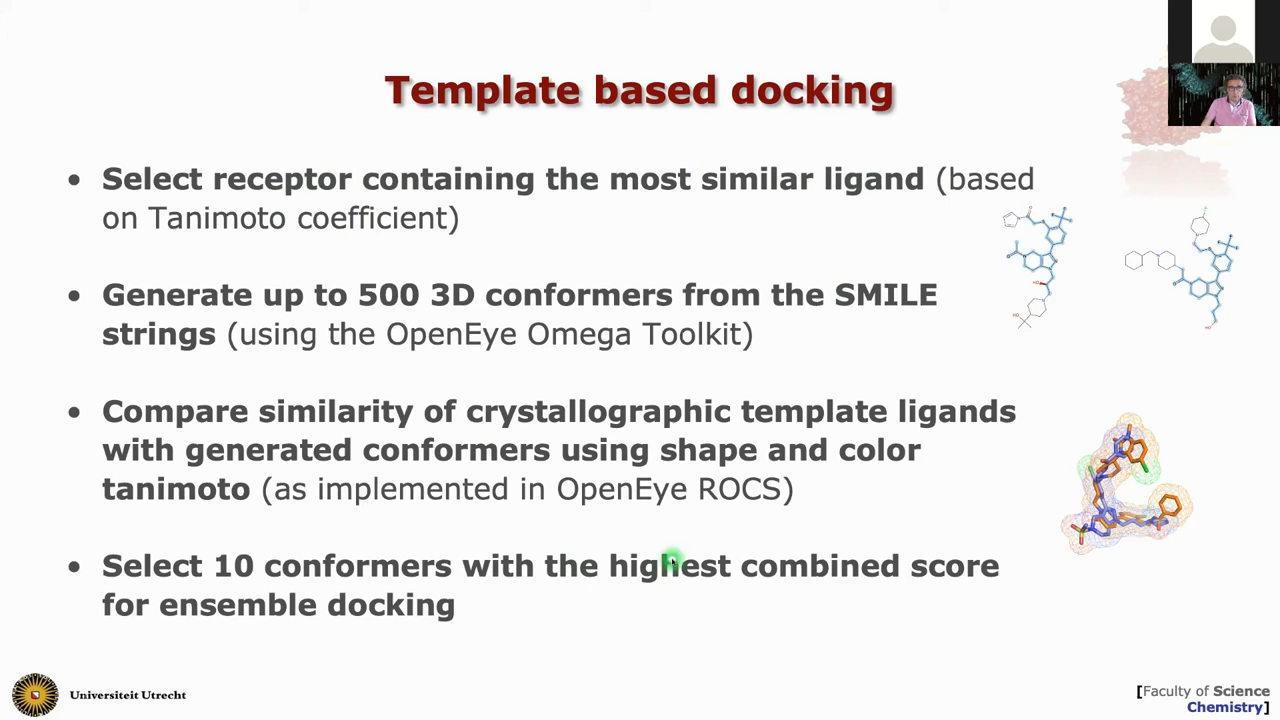 Template based docking
• Select receptor containing the most similar ligand (based
on Tanimoto coefficient)
• Generate up to 500 3D conformers from the SMILE
strings (using the OpenEye Omega Toolkit)
• Compare similarity of crystallographic template ligands
with generated conformers using shape and color
tanimoto (as implemented in OpenEye ROCS)
• Select 10 conformers with the highest combined score
for ensemble docking
Universiteit Utrecht
[Faculty of Science
Chemistry]